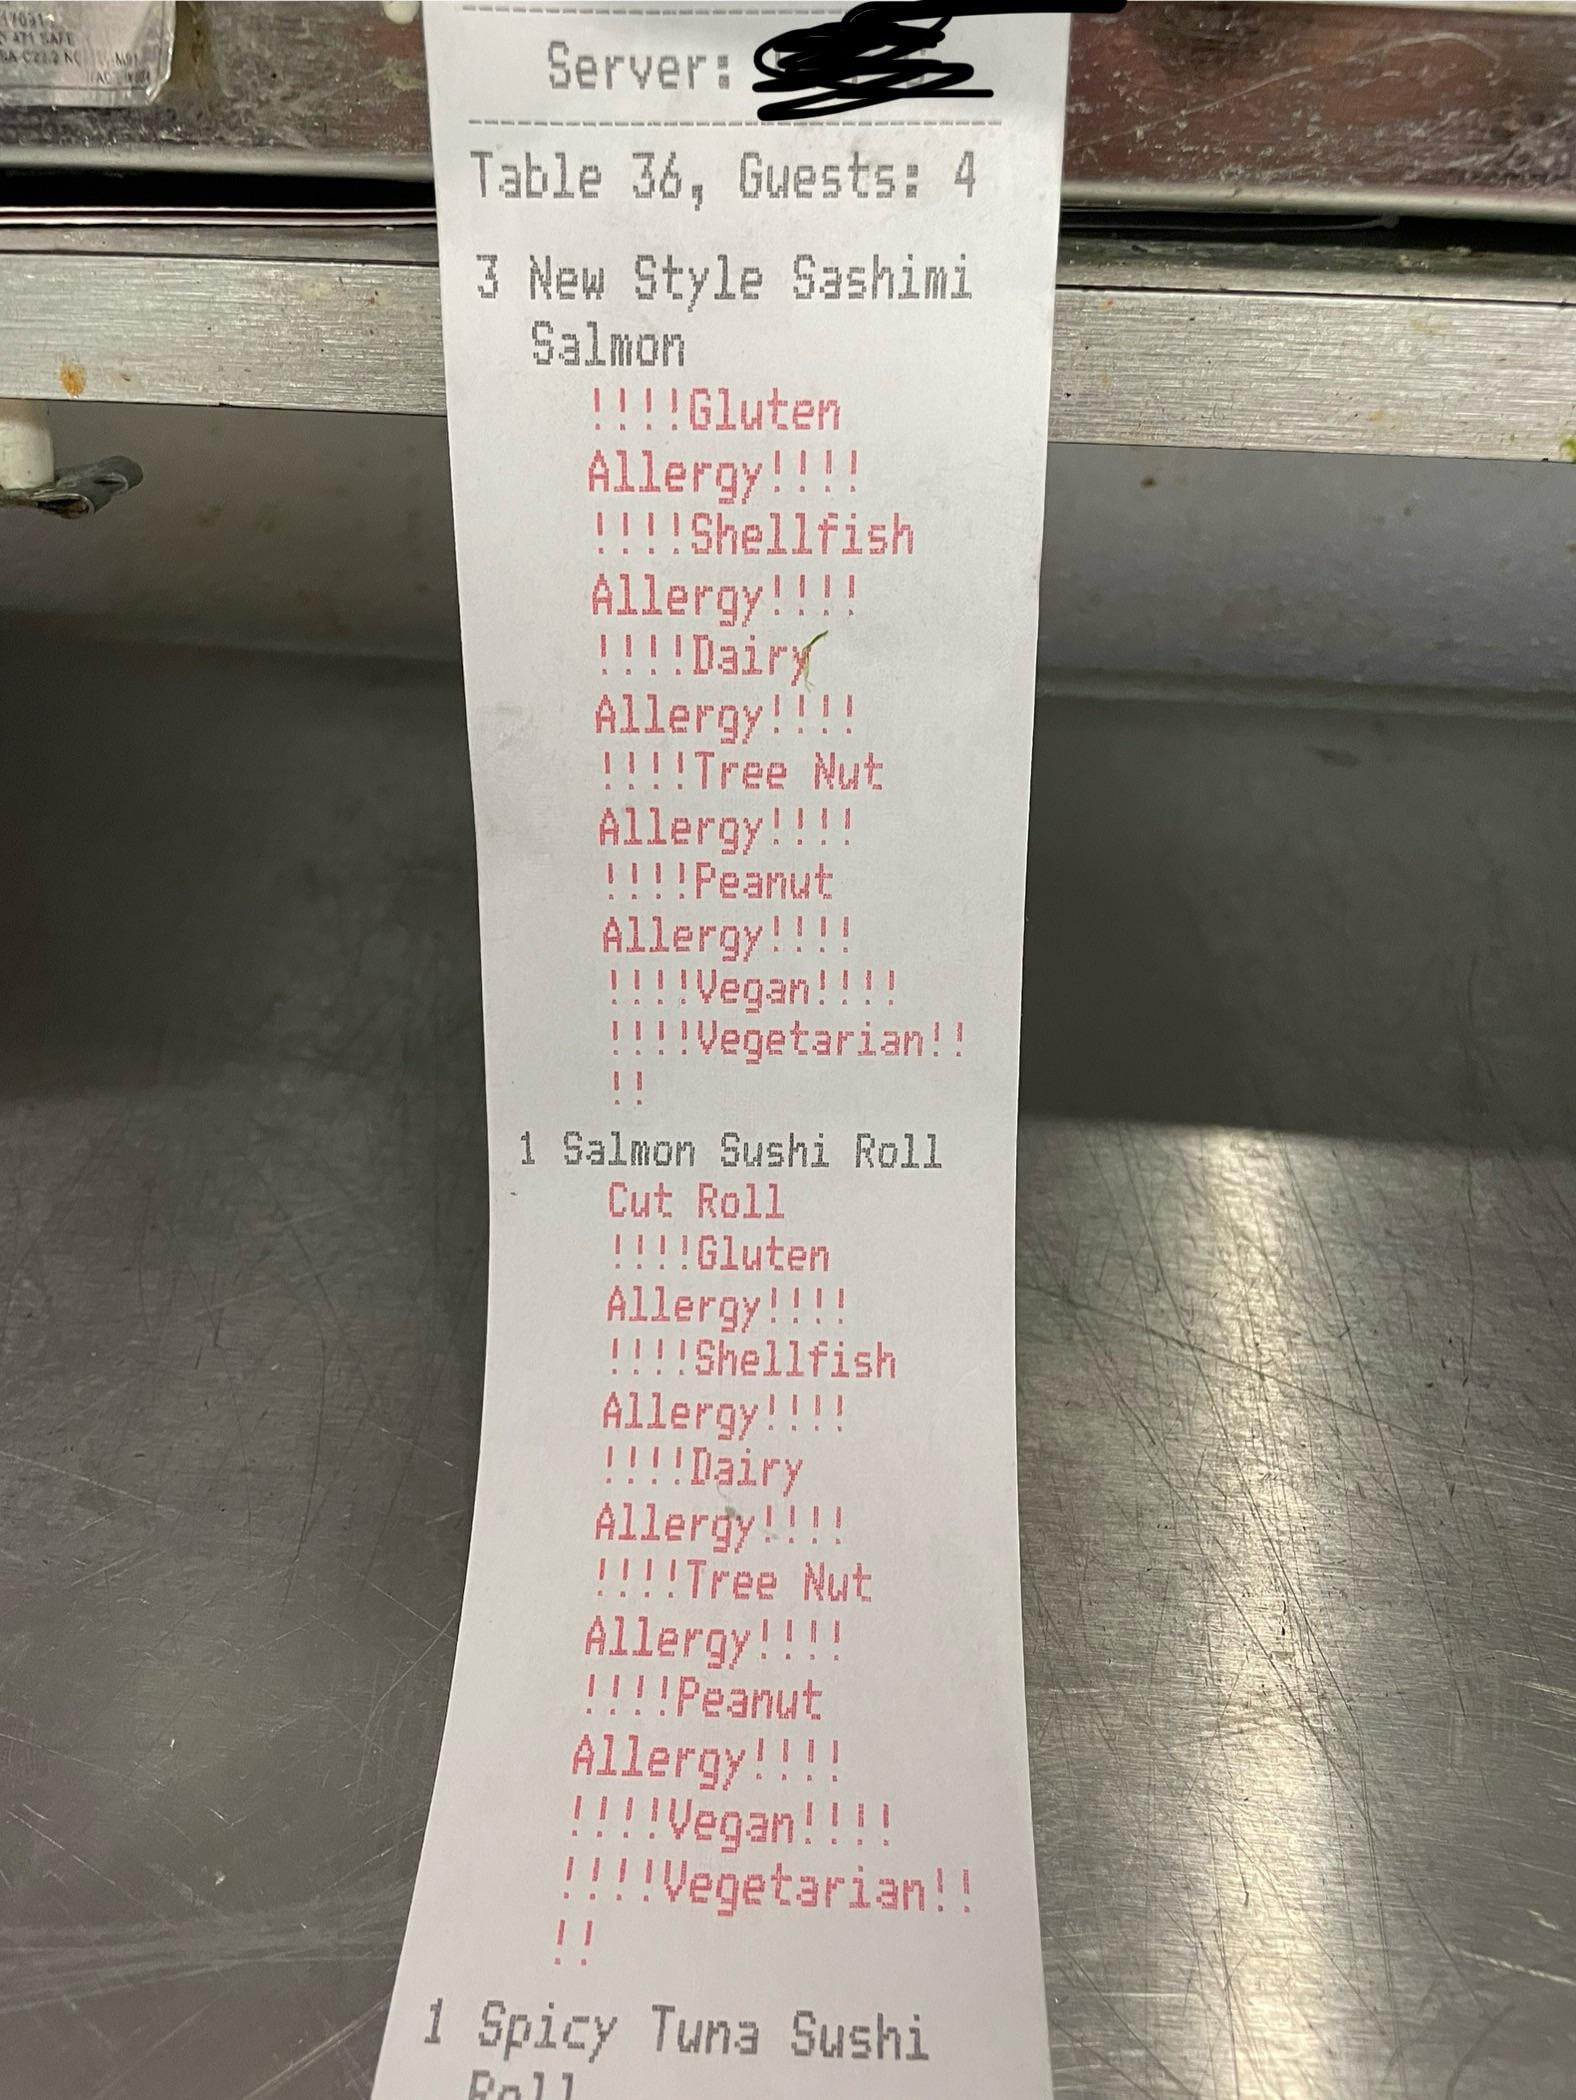 Server:
Table 36, Guests: 4
3 New Style Sashimi
Salmon
!!!!Gluten
Allergy!!!!
!!!!Shellfish
Allergy!!!!
!!!!Dairy
Allergy!!!!
!!!!Tree Nut
Allergy!!!!
!!!!Peanut
Allergy!!!!
!!!!Vegan!!!!
!!!!Vegetarian!!
!!
1 Salmon Sushi Roll
Cut Roll
!!!!Gluten
Allergy!!!!
!!!!Shellfish
Allergy!!!!
!!!!Dairy
Allergy!!!!
!!!!Tree Nut
Allergy!!!!
!!!!Peanut
Allergy!!!!
!!!!Vegan!!!!
!!!!Vegetarian!!
!!
1 Spicy Tuna Sushi
Roll